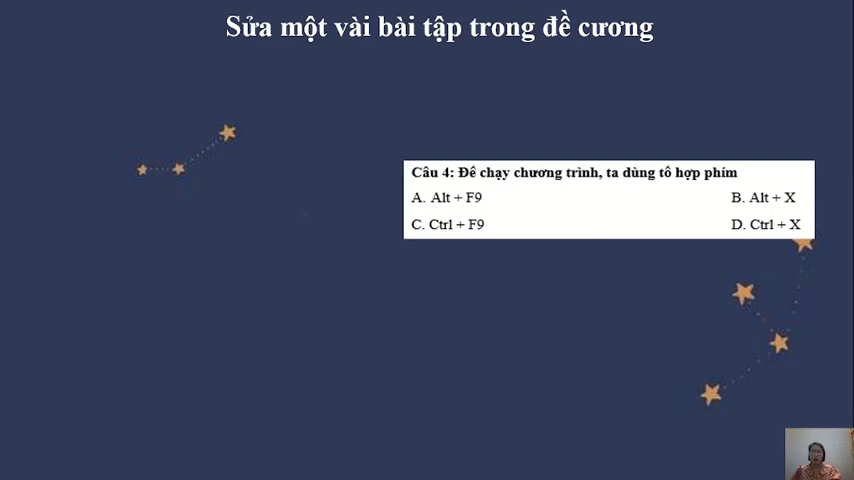 Sửa một vài bài tập trong đề cương
Câu 4: Để chạy chương trình, ta dùng tổ hợp phím
A. Alt + F9
B. Alt + X
C. Ctrl + F9
D. Ctrl + X